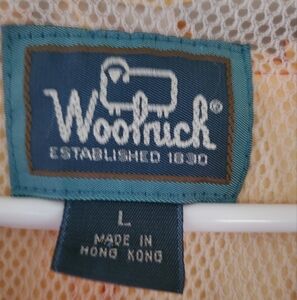 Woolrich®
ESTABLISHED 1830
L
MADE IN
HONG KONG